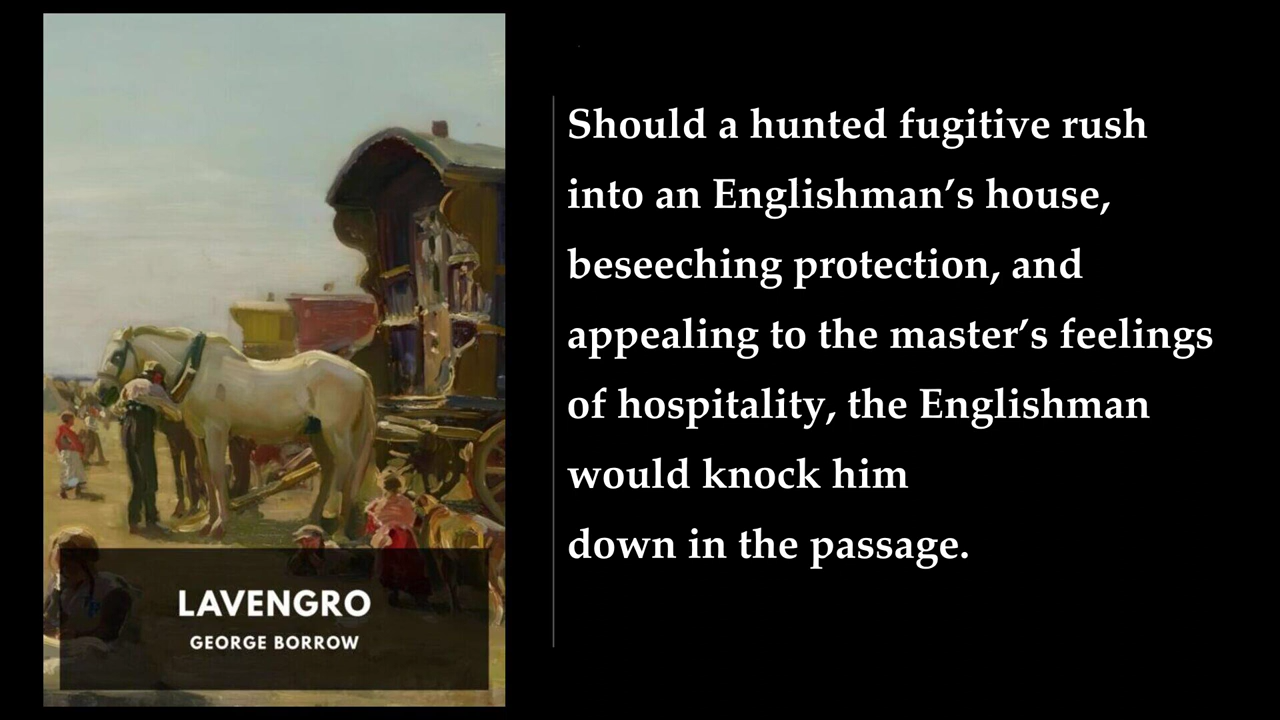 LAVENGRO
GEORGE BORROW
Should a hunted fugitive rush
into an Englishman’s house,
beseeching protection, and
appealing to the master’s feelings
of hospitality, the Englishman
would knock him
down in the passage.